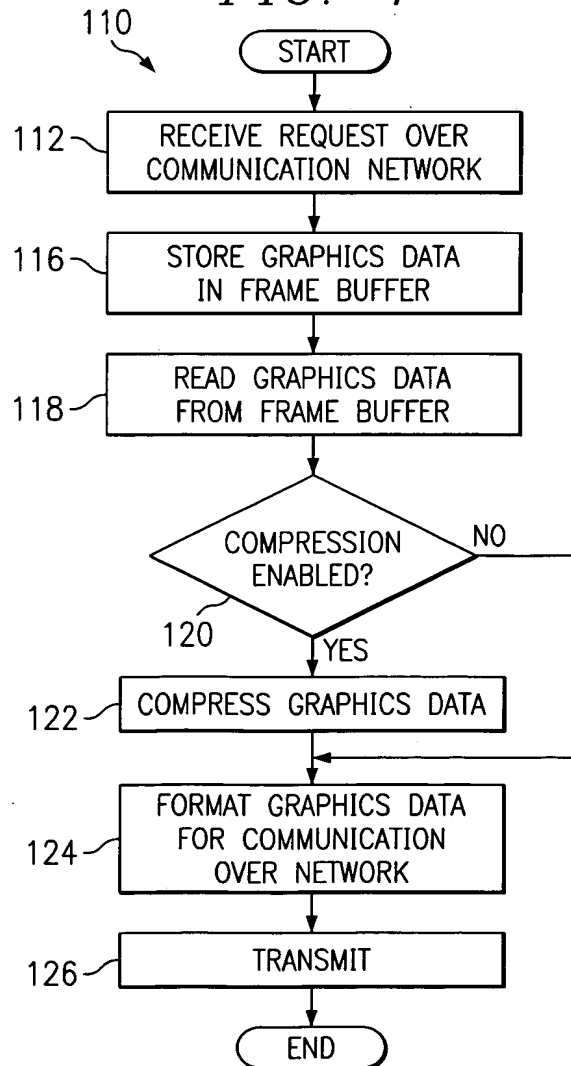 110
START
112
RECEIVE REQUEST OVER
COMMUNICATION NETWORK
116
STORE GRAPHICS DATA
IN FRAME BUFFER
118
READ GRAPHICS DATA
FROM FRAME BUFFER
COMPRESSION
ENABLED?
NO
120
YES
122
COMPRESS GRAPHICS DATA
124
FORMAT GRAPHICS DATA
FOR COMMUNICATION
OVER NETWORK
126
TRANSMIT
END